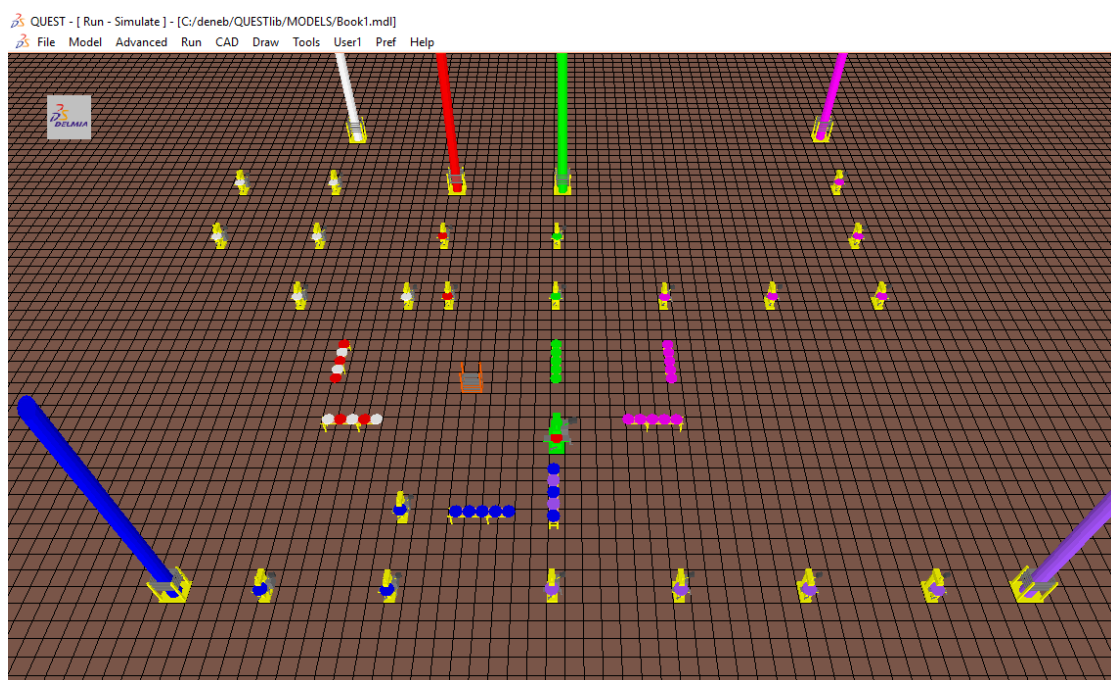 QUEST - [ Run - Simulate ] - [C:/deneb/QUESTlib/MODELS/Book1.mdl]
File Model Advanced Run CAD Draw Tools User1 Pref Help
DELMIA